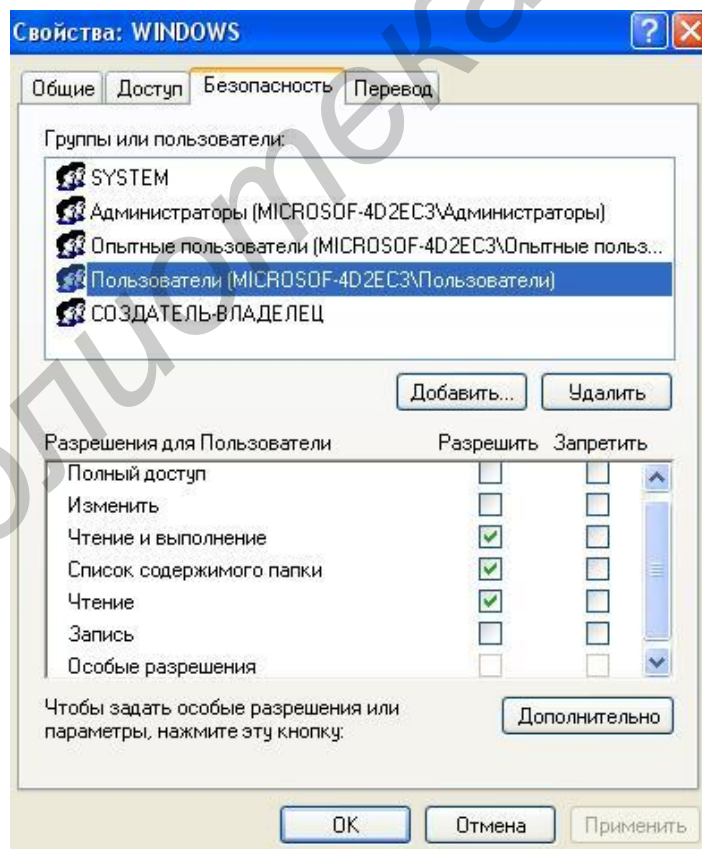 Свойства: WINDOWS
Общие Доступ Безопасность Перевод
Группы или пользователи:
SYSTEM
Администраторы (MICROSOF-4D2EC3\Администраторы)
Опытные пользователи (MICROSOF-4D2EC3\Опытные польз...
Пользователи (MICROSOF-4D2EC3\Пользователи)
СОЗДАТЕЛЬ-ВЛАДЕЛЕЦ
Добавить... Удалить
Разрешения для Пользователи Разрешить Запретить
Полный доступ
Изменить
Чтение и выполнение
Список содержимого папки
Чтение
Запись
Особые разрешения
Чтобы задать особые разрешения или
параметры, нажмите эту кнопку:
Дополнительно
OK Отмена Применить